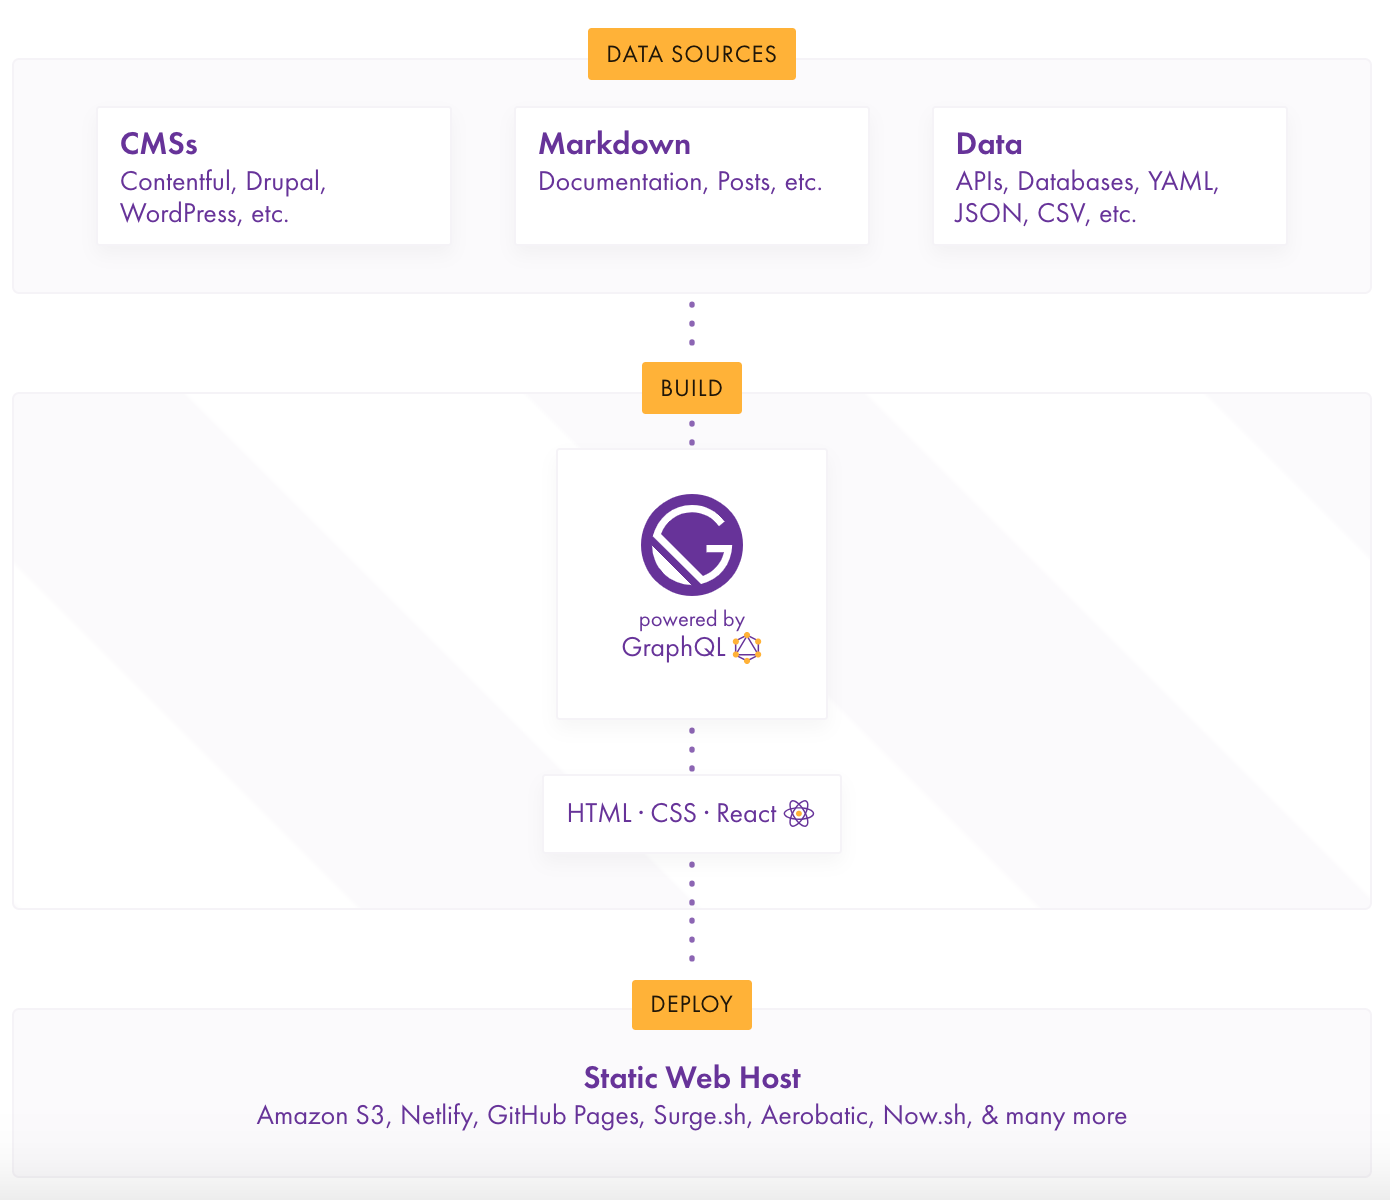 DATA SOURCES
CMSs
Contentful, Drupal,
WordPress, etc.
Markdown
Documentation, Posts, etc.
Data
APIs, Databases, YAML,
JSON, CSV, etc.
BUILD
powered by
GraphQL
HTML · CSS · React
DEPLOY
Static Web Host
Amazon S3, Netlify, GitHub Pages, Surge.sh, Aerobatic, Now.sh, & many more